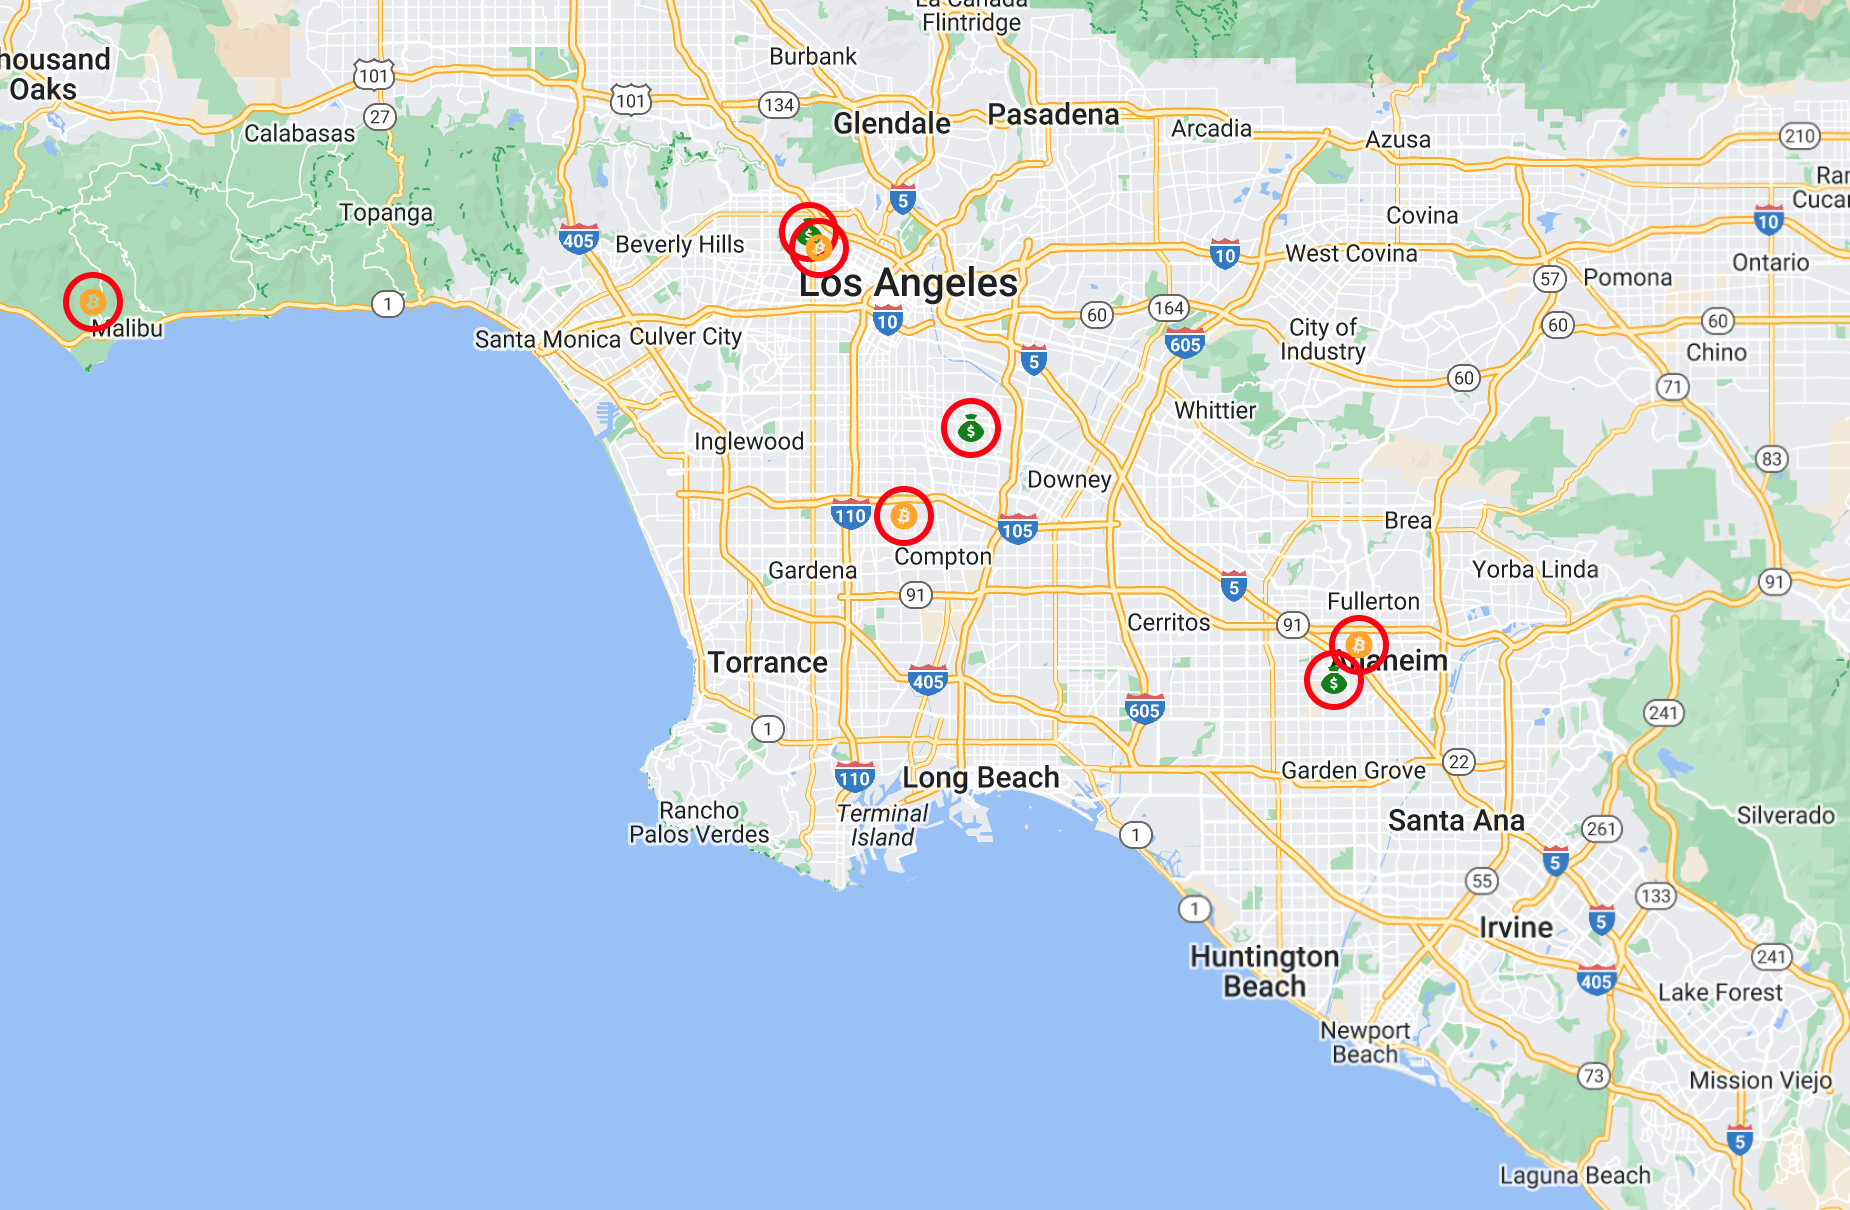 La Cañada
Flintridge
housand
Oaks
Burbank
101
101
134
27
Glendale
Pasadena
Calabasas
Arcadia
Azusa
210
Ran
Cucar
5
Topanga
Covina
10
405
Beverly Hills
10
West Covina
Ontario
Los Angeles
57
Pomona
1
Malibu
10
60
164
60
60
Santa Monica
Culver City
605
City of
Industry
Chino
5
60
71
Whittier
$
$
Inglewood
83
Downey
110
105
Brea
Compton
Gardena
Yorba Linda
91
91
5
Fullerton
Cerritos
91
Torrance
Anaheim
405
$
605
241
1
110
Long Beach
Garden Grove
22
Rancho
Palos Verdes
Terminal
Island
Santa Ana
Silverado
1
261
5
55
133
1
Irvine
5
Huntington
Beach
241
405
Lake Forest
Newport
Beach
73
Mission Viejo
5
Laguna Beach